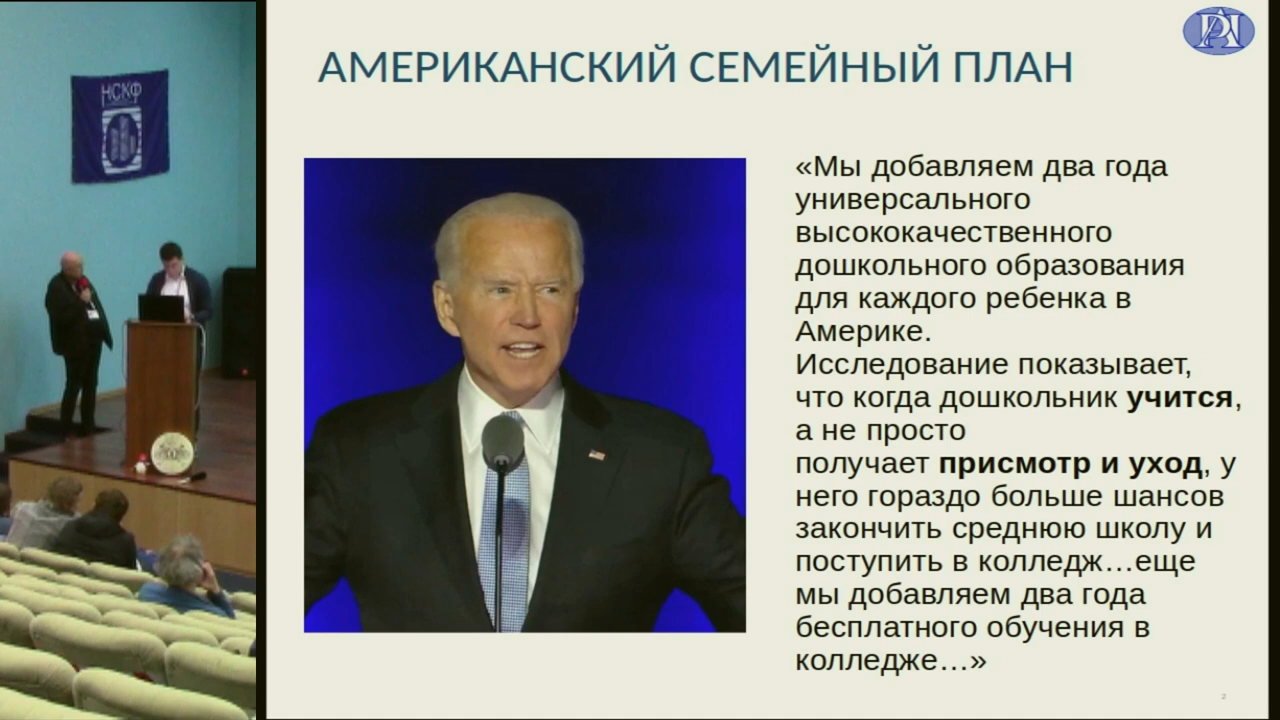 НСКФ
АМЕРИКАНСКИЙ СЕМЕЙНЫЙ ПЛАН
«Мы добавляем два года
универсального
высококачественного
дошкольного образования
для каждого ребенка в
Америке.
Исследование показывает,
что когда дошкольник учится,
а не просто
получает присмотр и уход, у
него гораздо больше шансов
закончить среднюю школу и
поступить в колледж…еще
мы добавляем два года
бесплатного обучения в
колледже…»
2